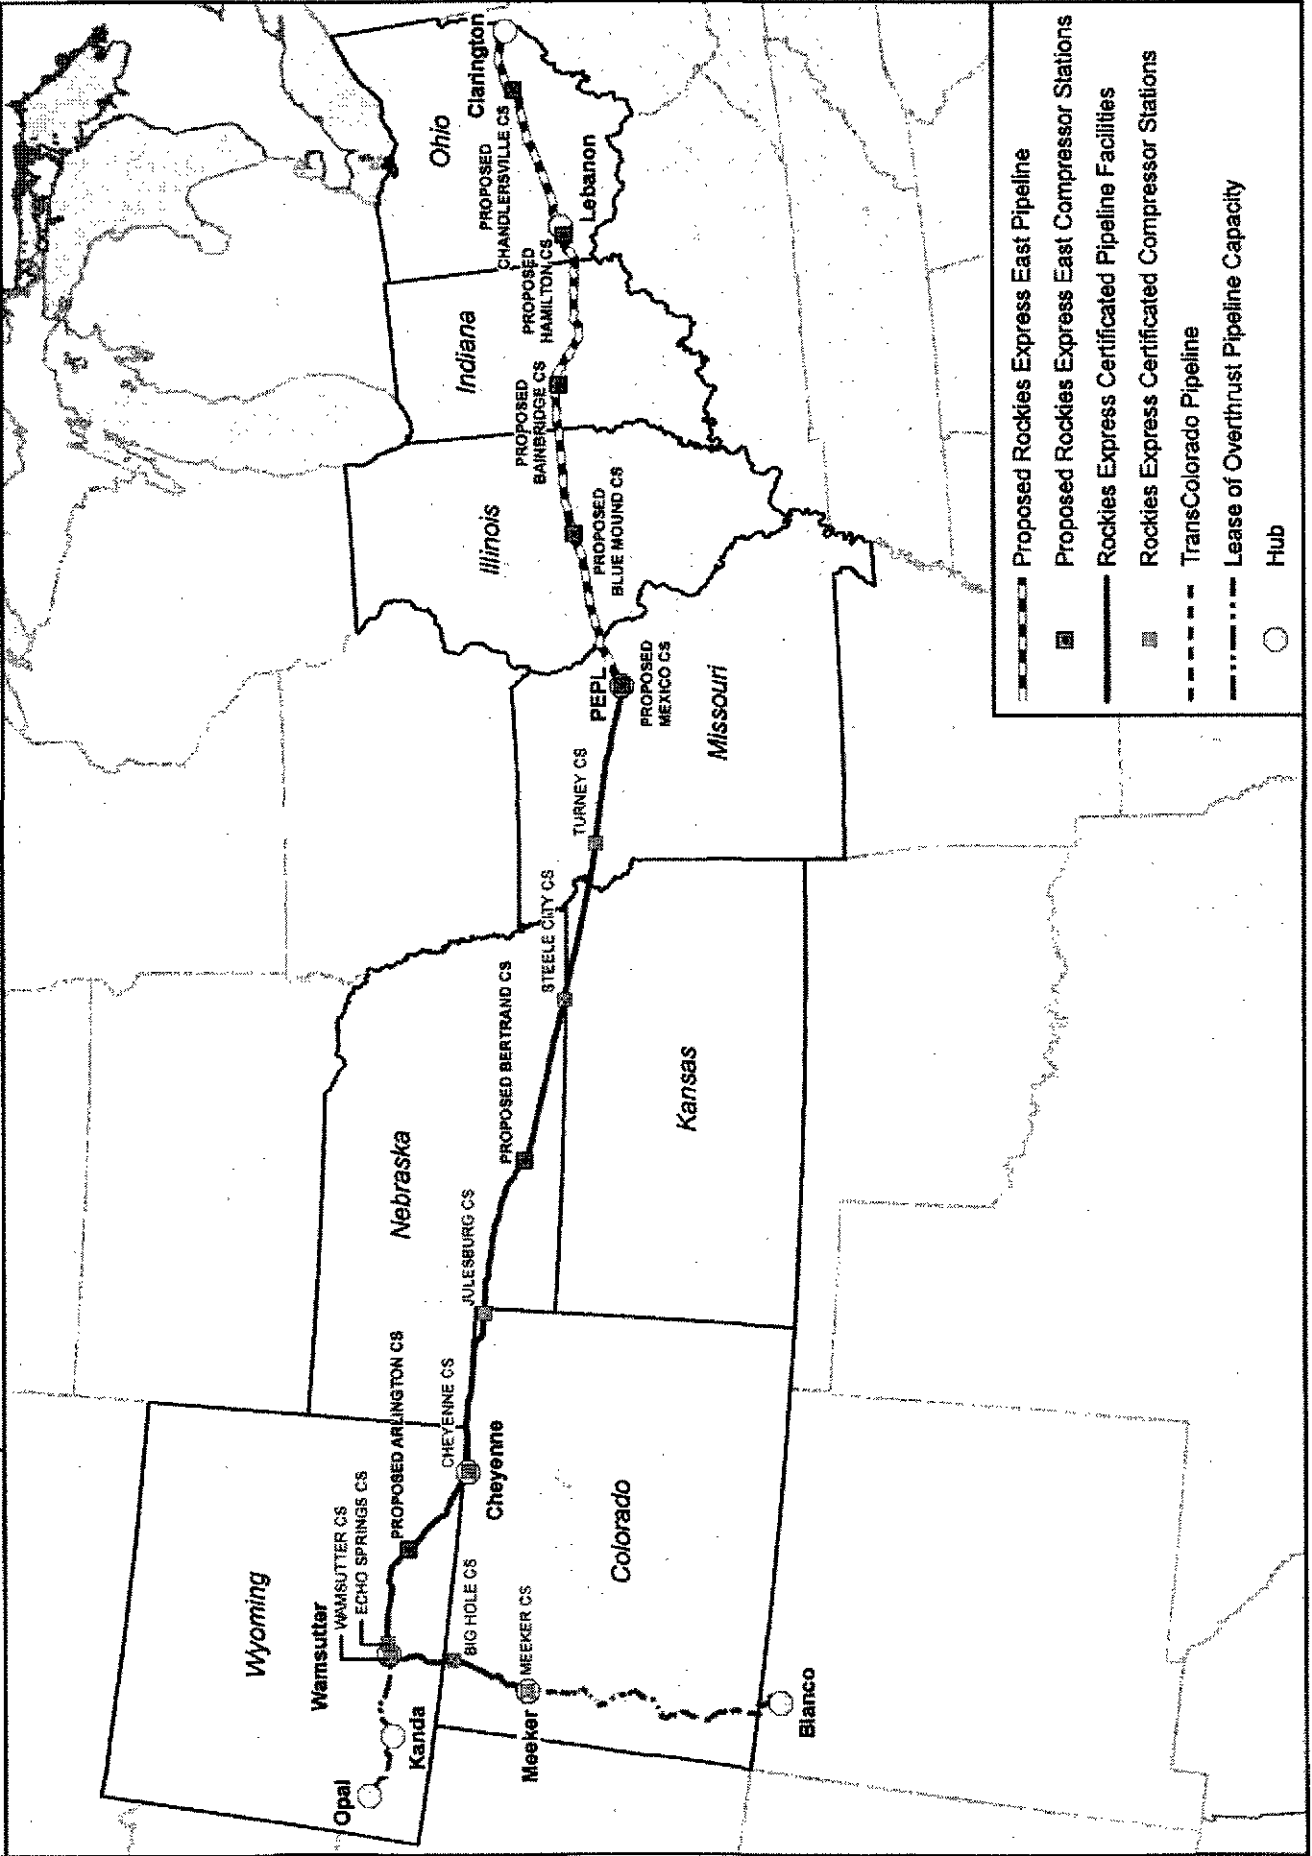 Wyoming
Opal
Kanda
Wamsutter
WAMSUTTER CS
ECHO SPRINGS CS
PROPOSED ARLINGTON CS
CHEYENNE CS
Cheyenne
BIG HOLE CS
MEEKER CS
Meeker
Colorado
Blanco
JULESBURG CS
Nebraska
PROPOSED BERTRAND CS
Kansas
STEELE CITY CS
TURNEY CS
PEPL
PROPOSED
MEXICO CS
Missouri
Illinois
PROPOSED
BLUE MOUND CS
PROPOSED
BAINBRIDGE CS
Indiana
PROPOSED
HAMILTON CS
Lebanon
PROPOSED
CHANDLERSVILLE CS
Ohio
Clarington
Proposed Rockies Express East Pipeline
Proposed Rockies Express East Compressor Stations
Rockies Express Certificated Pipeline Facilities
Rockies Express Certificated Compressor Stations
TransColorado Pipeline
Lease of Overthrust Pipeline Capacity
Hub